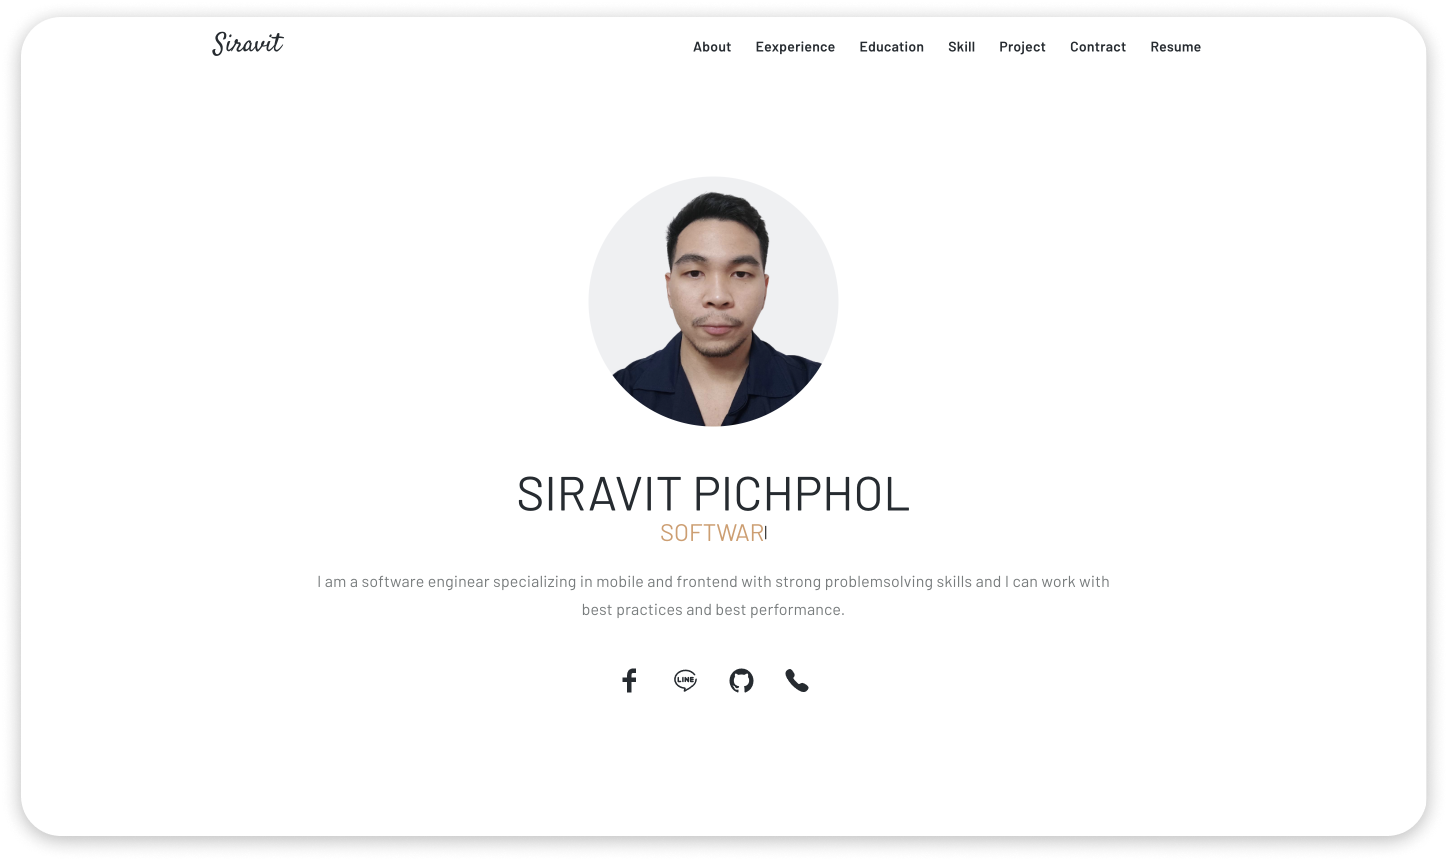 Siravit
About Eexperience Education Skill Project Contract Resume
SIRAVIT PICHPHOL
SOFTWAR
I am a software enginear specializing in mobile and frontend with strong problemsolving skills and I can work with
best practices and best performance.
LINE